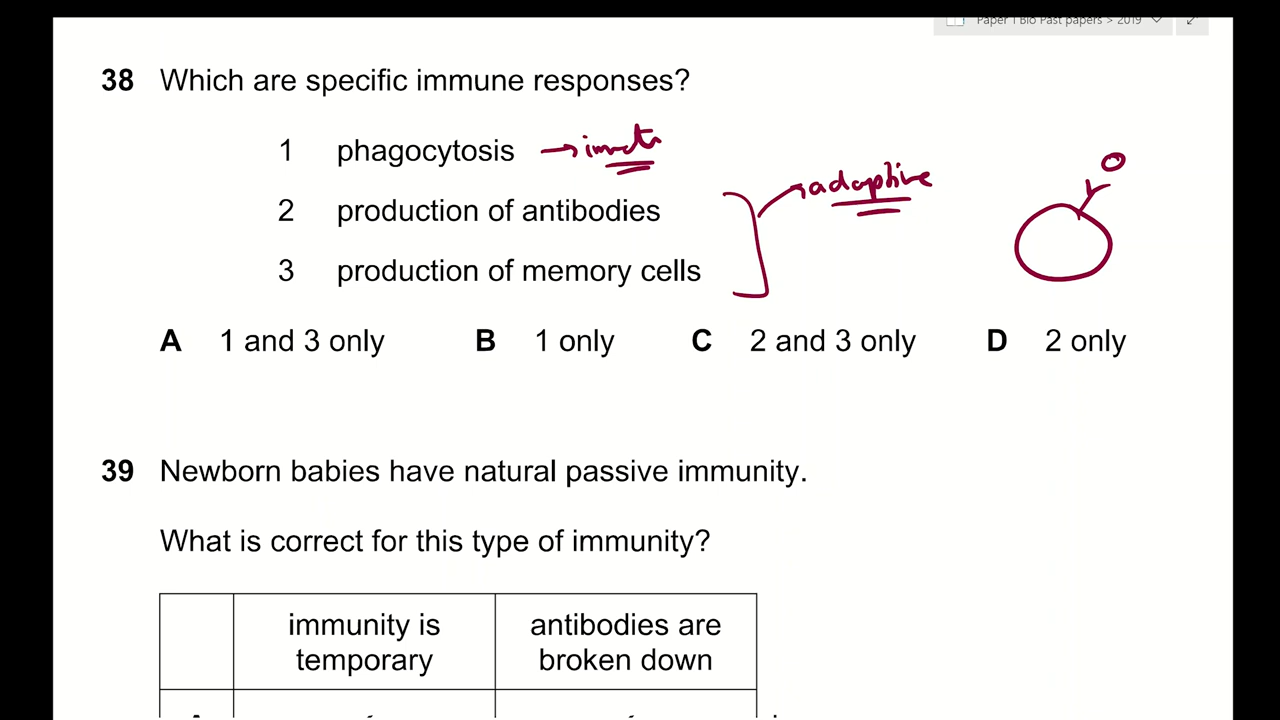 Paper 1 Bio Past papers > 2019
38 Which are specific immune responses?
1 phagocytosis
2 production of antibodies
adaptive
3 production of memory cells
A 1 and 3 only B 1 only C 2 and 3 only D 2 only
39 Newborn babies have natural passive immunity.
What is correct for this type of immunity?
immunity is temporary
antibodies are broken down